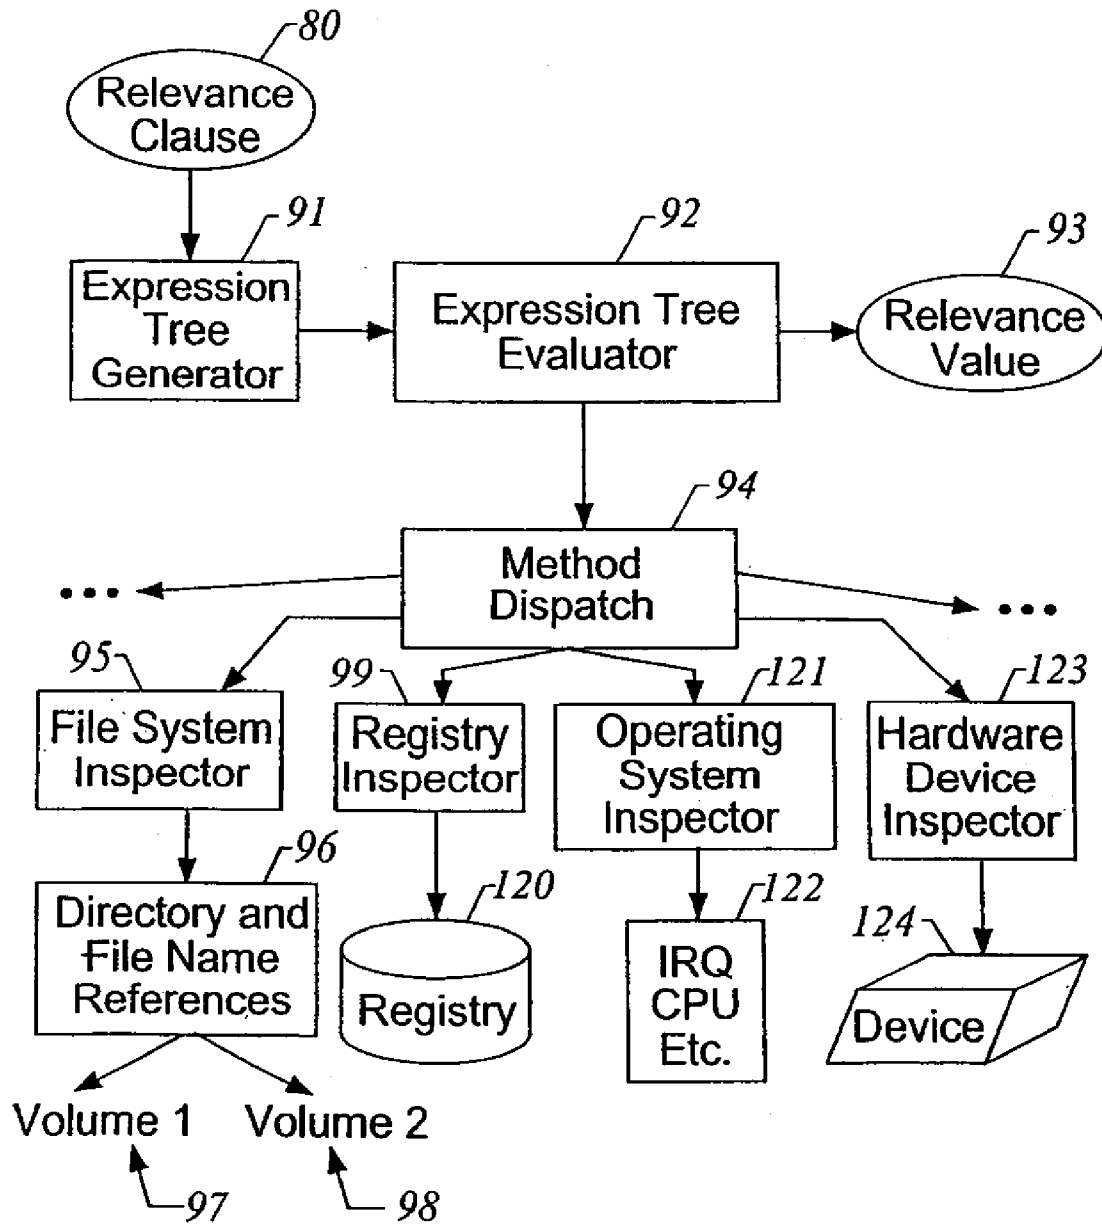 80
Relevance
Clause
91
92
93
Expression
Tree
Generator
Expression Tree
Evaluator
Relevance
Value
94
Method
Dispatch
•••
•••
95
99
121
123
File System
Inspector
Registry
Inspector
Operating
System
Inspector
Hardware
Device
Inspector
96
120
122
124
Directory and
File Name
References
Registry
IRQ
CPU
Etc.
Device
Volume 1
Volume 2
97
98